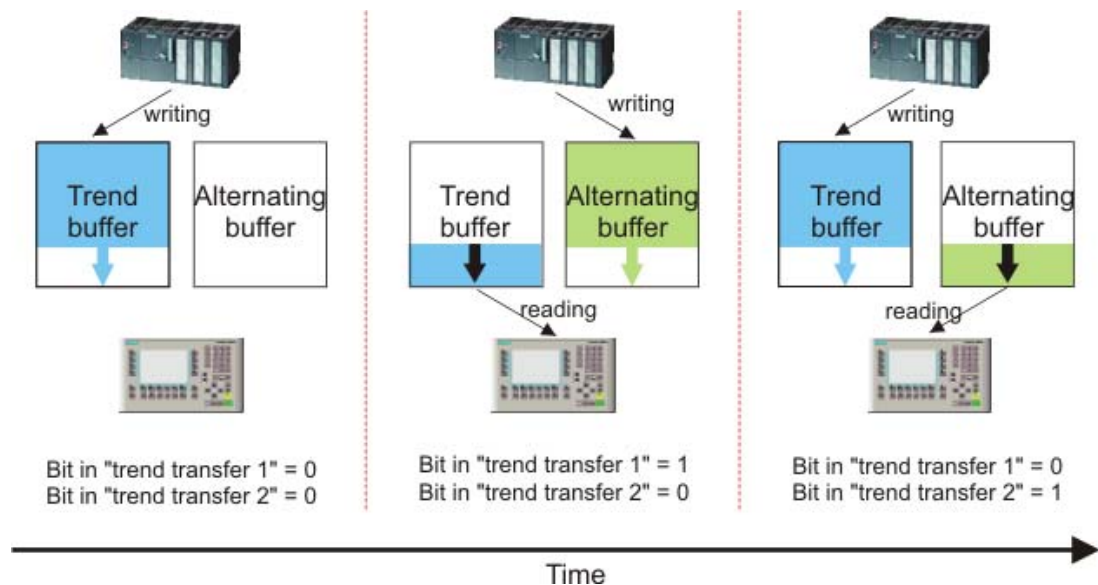 writing
Trend
buffer
Alternating
buffer
Bit in "trend transfer 1" = 0
Bit in "trend transfer 2" = 0
writing
Trend
buffer
Alternating
buffer
reading
Bit in "trend transfer 1" = 1
Bit in "trend transfer 2" = 0
writing
Trend
buffer
Alternating
buffer
reading
Bit in "trend transfer 1" = 0
Bit in "trend transfer 2" = 1
Time